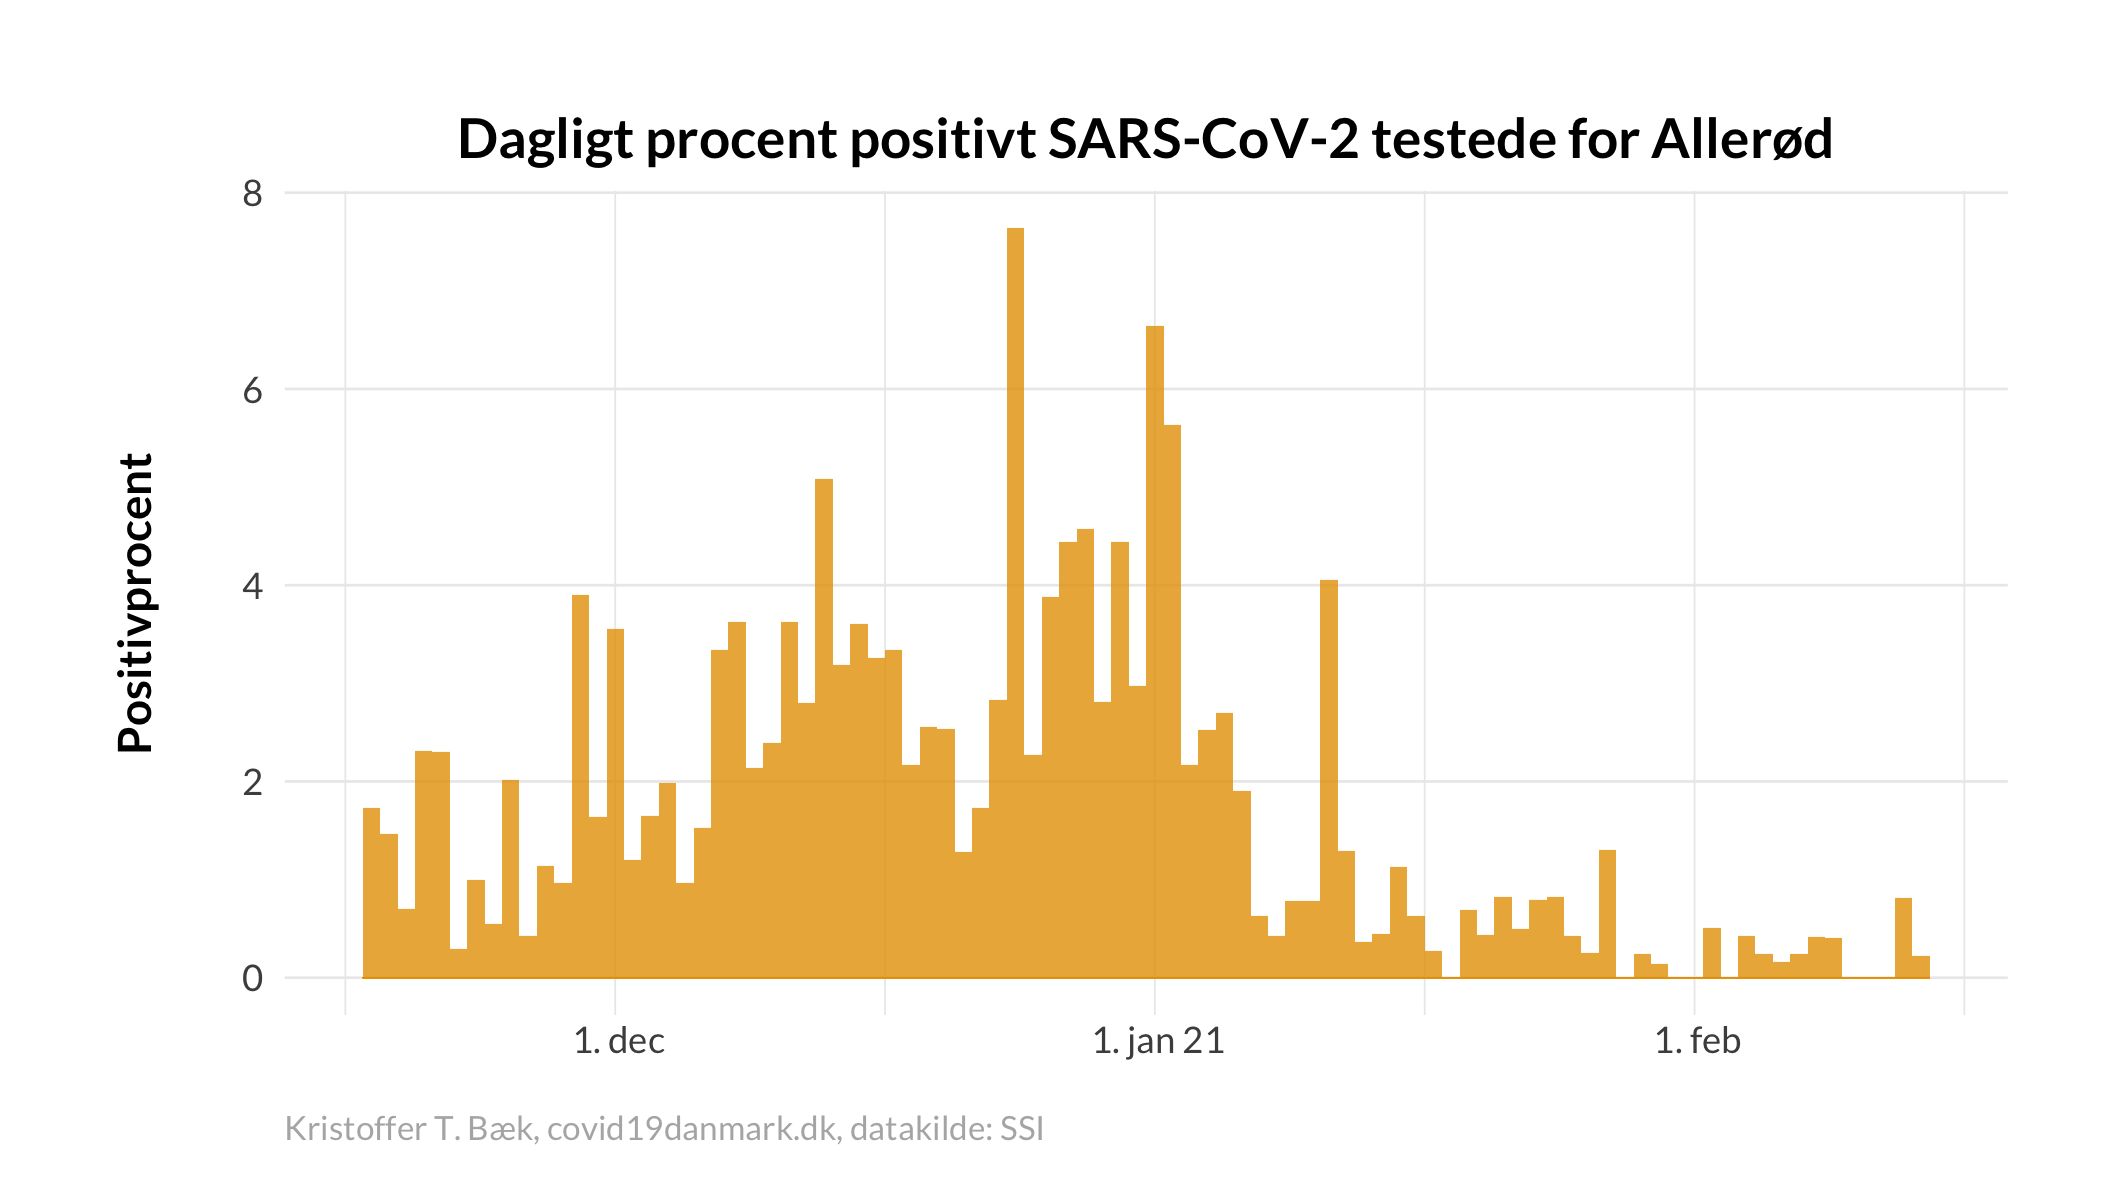 Dagligt procent positivt SARS-CoV-2 testede for Allerød
8
6
4
2
0
Positivprocent
1. dec
1. jan 21
1. feb
Kristoffer T. Bæk, covid19danmark.dk, datakilde: SSI